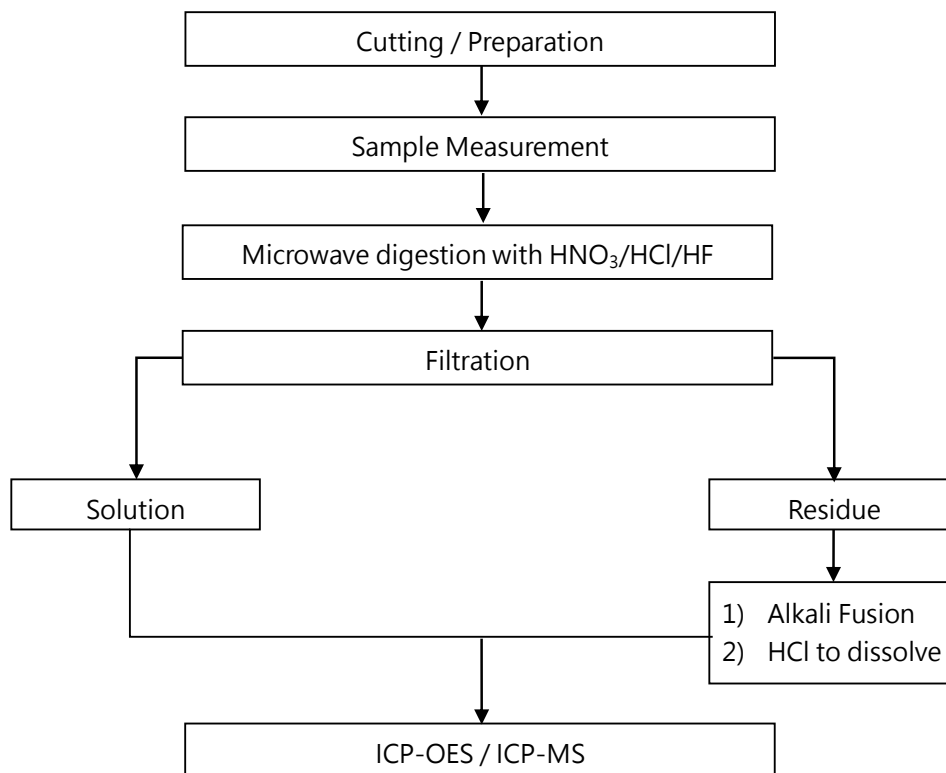 Cutting / Preparation
Sample Measurement
Microwave digestion with HNO₃/HCl/HF
Filtration
Solution
Residue
1) Alkali Fusion
2) HCl to dissolve
ICP-OES / ICP-MS